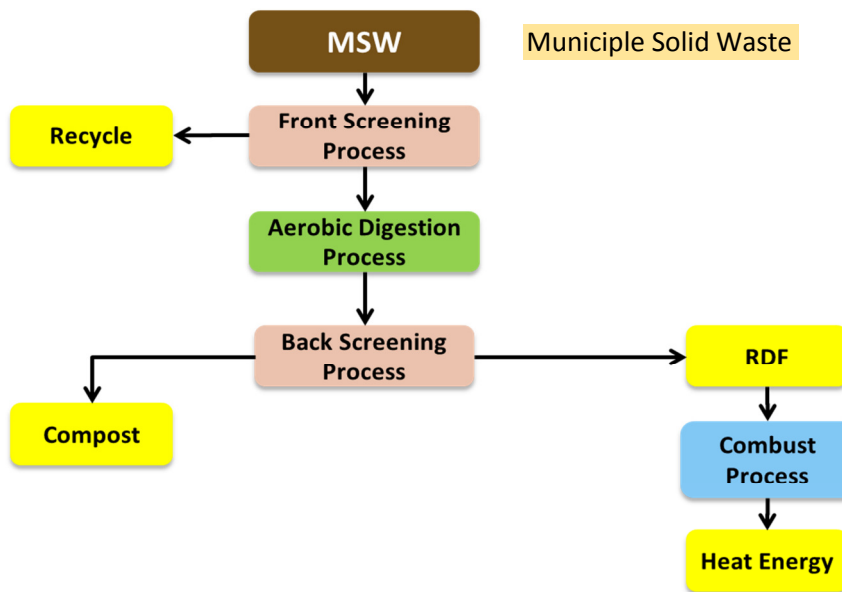 MSW
Municiple Solid Waste
Front Screening
Process
Recycle
Aerobic Digestion
Process
Back Screening
Process
RDF
Compost
Combust
Process
Heat Energy